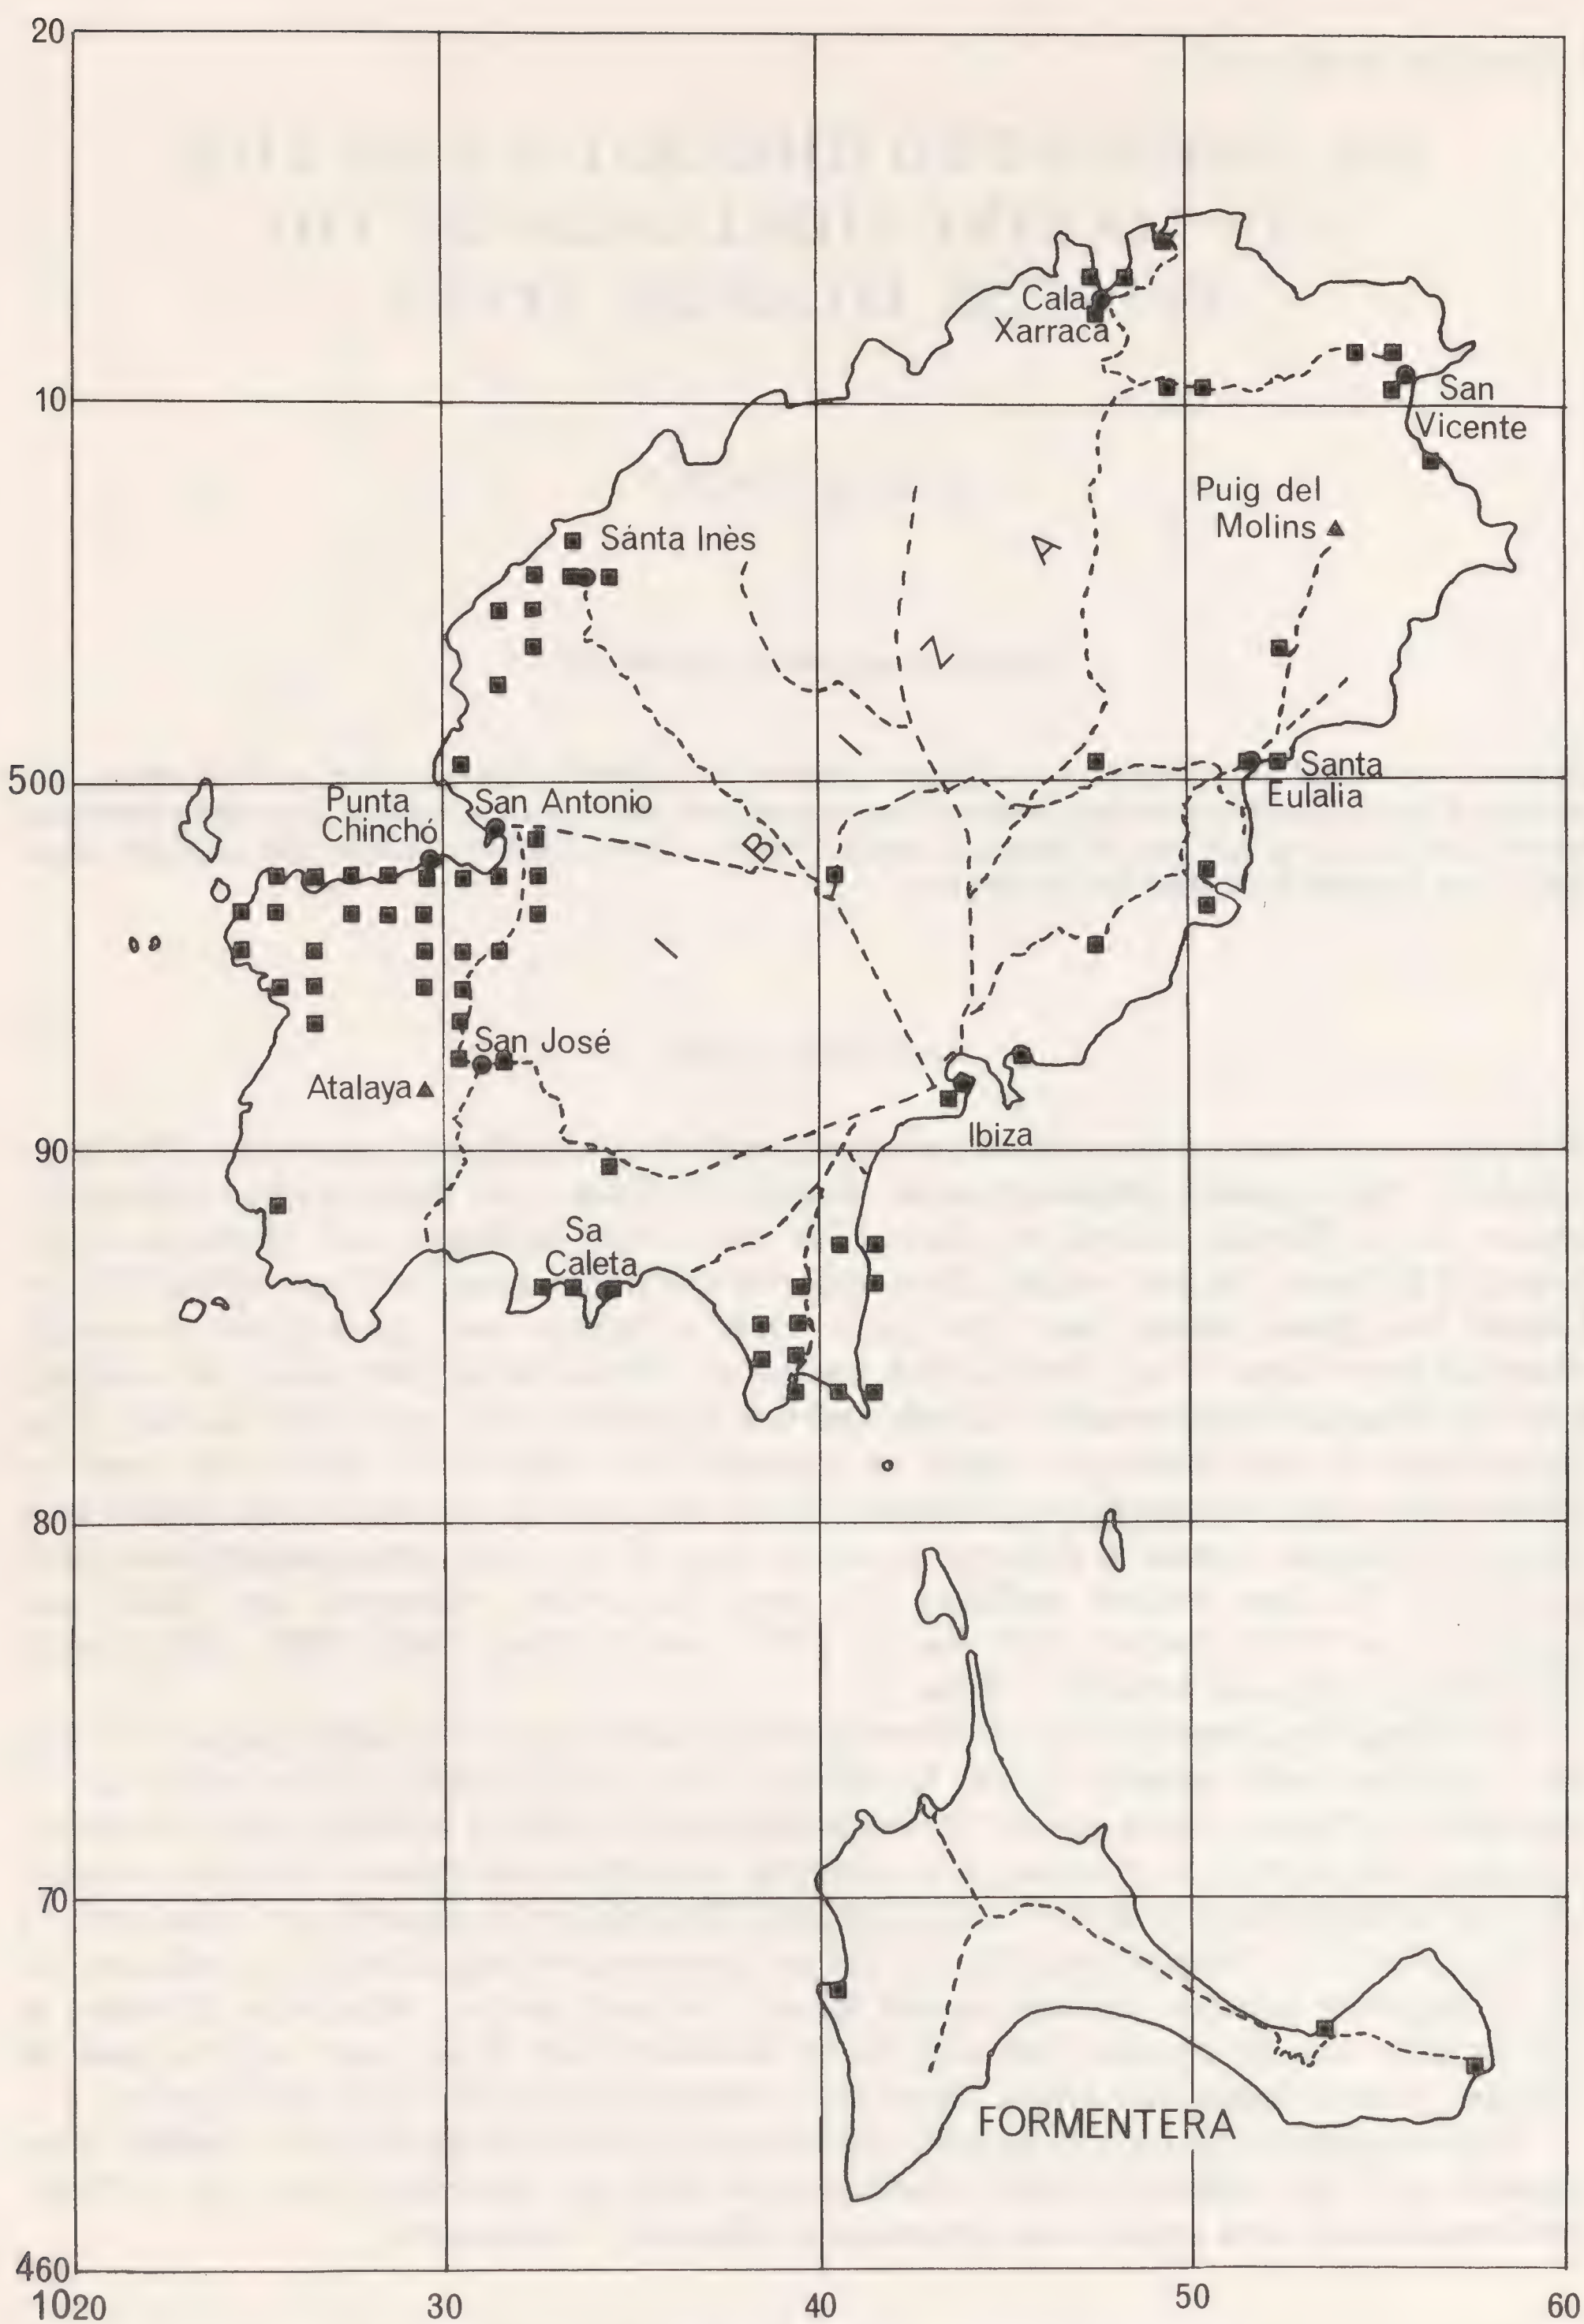 20
Cala
Xarraca
10
San
Vicente
Puig del
Molins
Sánta Inès
A
Z
I
500
Santa
Eulalia
Punta
Chinchó
San Antonio
B
I
San José
Atalaya
Ibiza
90
Sa
Caleta
80
70
FORMENTERA
460
1020 30 40 50 60